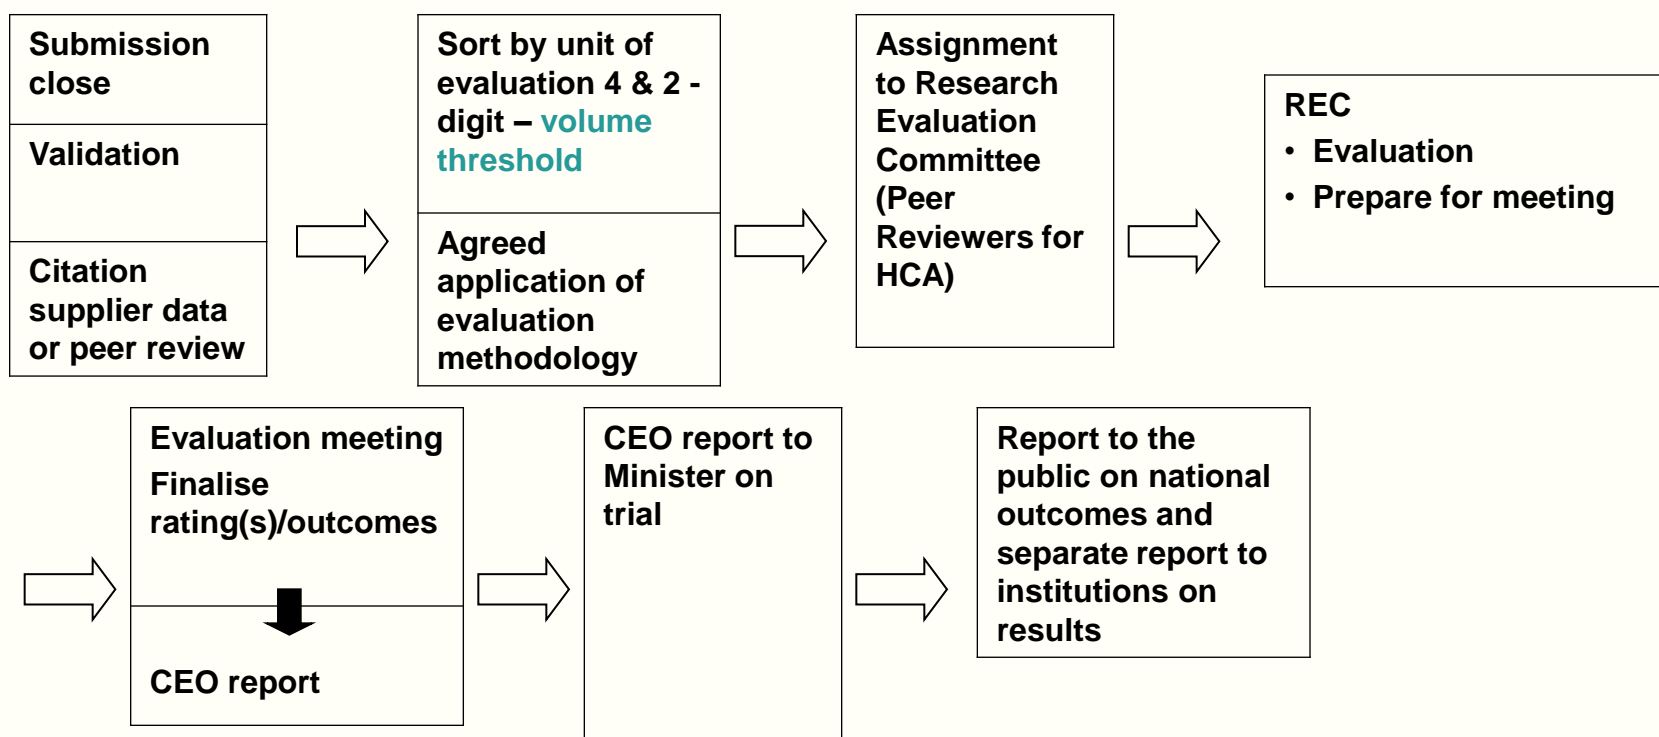 Submission
close
Validation
Citation
supplier data
or peer review
Sort by unit of
evaluation 4 & 2 -
digit – volume
threshold
Agreed
application of
evaluation
methodology
Assignment
to Research
Evaluation
Committee
(Peer
Reviewers for
HCA)
REC
• Evaluation
• Prepare for meeting
Evaluation meeting
Finalise
rating(s)/outcomes
CEO report
CEO report to
Minister on
trial
Report to the
public on national
outcomes and
separate report to
institutions on
results